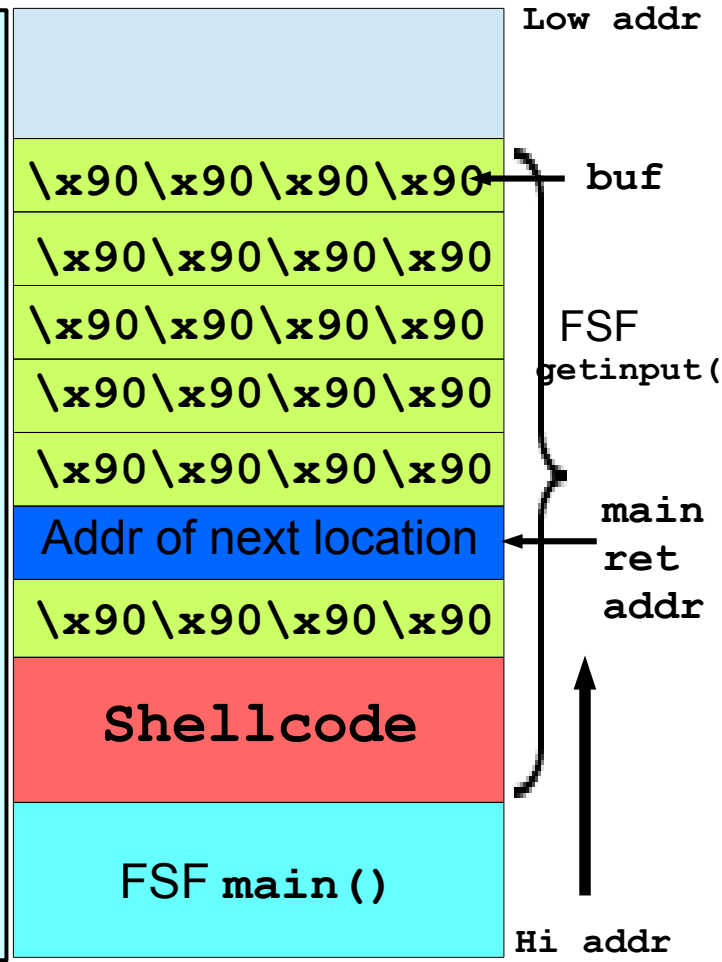 Low addr
\x90\x90\x90\x90
buf
\x90\x90\x90\x90
\x90\x90\x90\x90
FSF
getinput(
\x90\x90\x90\x90
\x90\x90\x90\x90
Addr of next location
main
ret
addr
\x90\x90\x90\x90
Shellcode
FSF main()
Hi addr